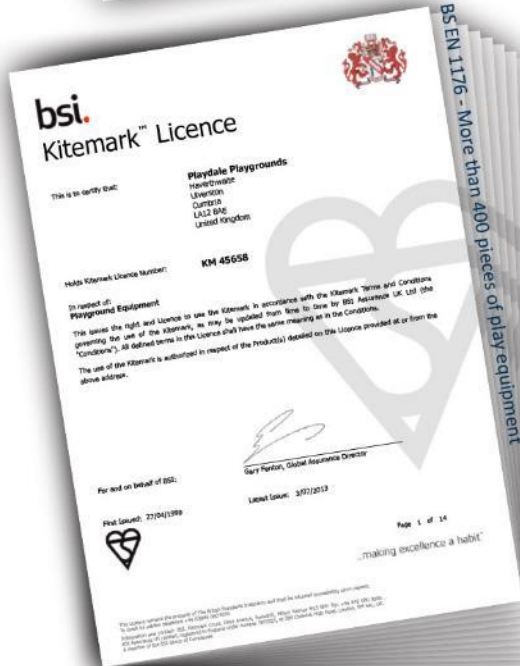 bsi.
Kitemark™ Licence
This is to certify that:
Playdale Playgrounds
Haverthwaite
Ulverston
Cumbria
LA12 8AE
United Kingdom
Holds Kitemark Licence Number:
KM 45658
In respect of:
Playground Equipment
This issues the right and Licence to use the Kitemark in accordance with the Kitemark Terms and Conditions
governing the use of the Kitemark, as may be updated from time to time by BSI Assurance UK Ltd (the
"Conditions"). All defined terms in this Licence shall have the same meaning as in the Conditions.
The use of the Kitemark is authorized in respect of the Product(s) detailed on this Licence provided at or from the
above address.
For and on behalf of BSI:
Gary Fenton, Global Assurance Director
First Issued: 27/04/1999
Latest Issue: 3/07/2013
Page 1 of 14
...making excellence a habit™
BS EN 1176 - More than 400 pieces of play equipment